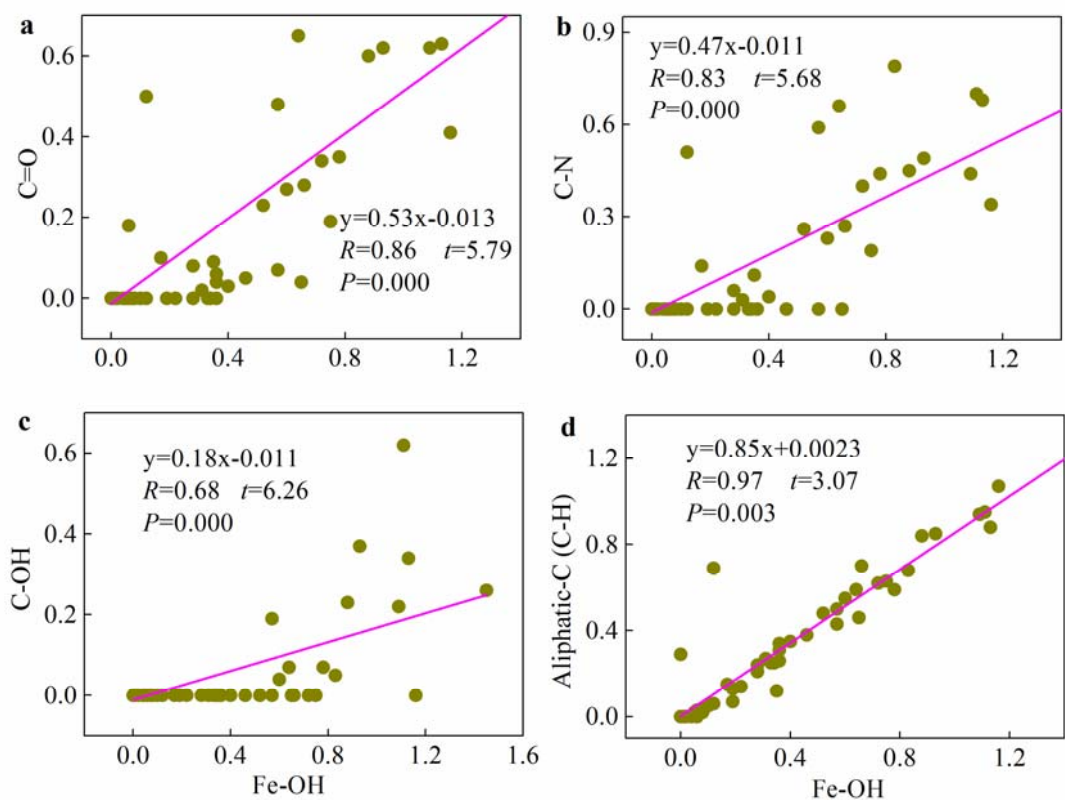 a
0.6
0.4
0.2
0.0
C=O
y=0.53x-0.013
R=0.86 t=5.79
P=0.000
0.0 0.4 0.8 1.2
b
0.9
0.6
0.3
0.0
C-N
y=0.47x-0.011
R=0.83 t=5.68
P=0.000
0.0 0.4 0.8 1.2
c
0.6
0.4
0.2
0.0
C-OH
y=0.18x-0.011
R=0.68 t=6.26
P=0.000
0.0 0.4 0.8 1.2 1.6
Fe-OH
d
1.2
0.8
0.4
0.0
Aliphatic-C (C-H)
y=0.85x+0.0023
R=0.97 t=3.07
P=0.003
0.0 0.4 0.8 1.2
Fe-OH